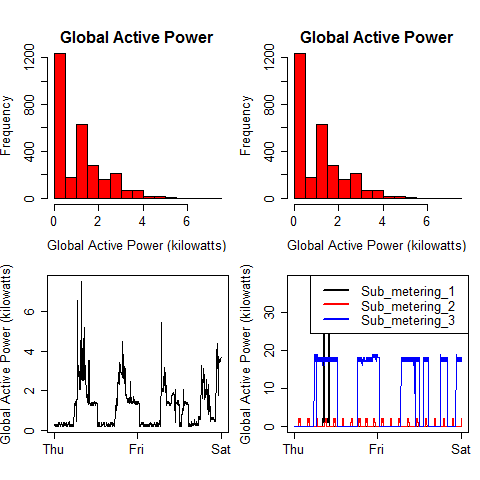 Global Active Power
Frequency
1200
800
400
0
0 2 4 6
Global Active Power (kilowatts)
Global Active Power
Frequency
1200
800
400
0
0 2 4 6
Global Active Power (kilowatts)
Global Active Power (kilowatts)
6
4
2
0
Thu Fri Sat
Global Active Power (kilowatts)
30
10
0
Sub_metering_1
Sub_metering_2
Sub_metering_3
Thu Fri Sat